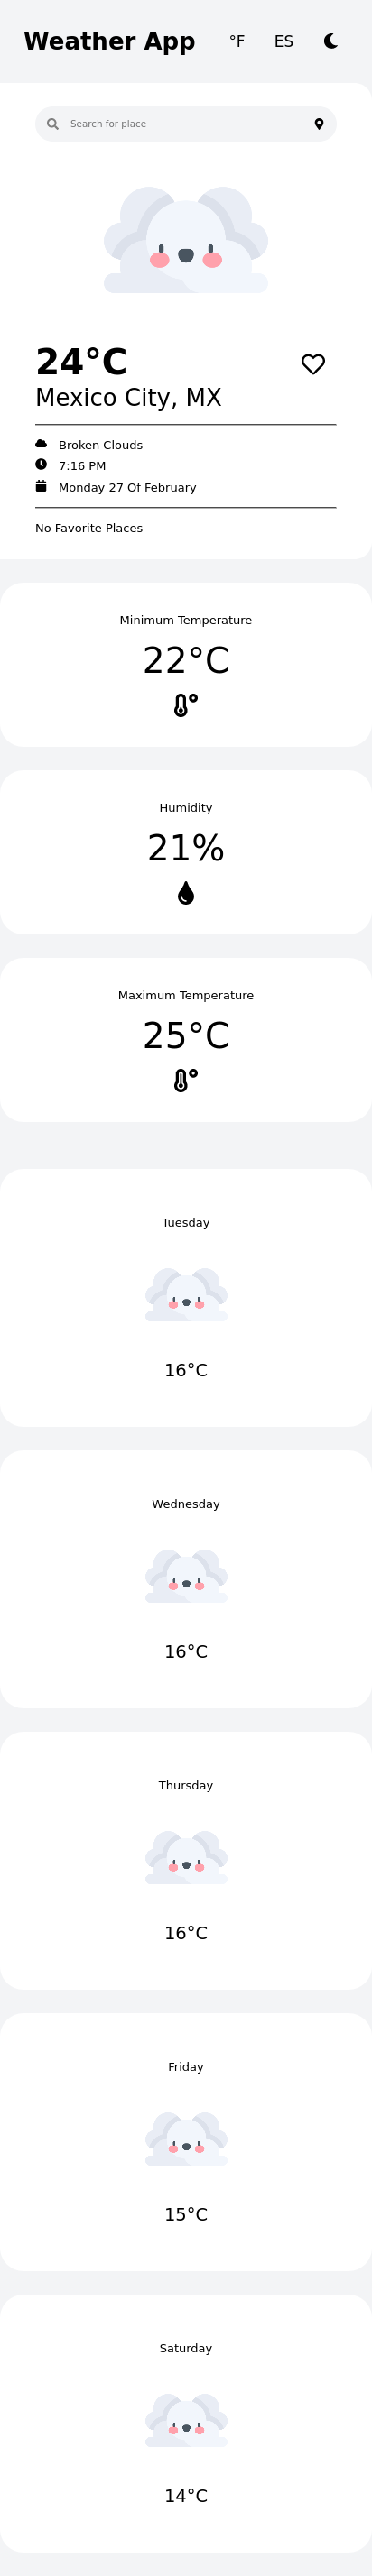 Weather App °F ES
Search for place
24°C
Mexico City, MX
Broken Clouds
7:16 PM
Monday 27 Of February
No Favorite Places
Minimum Temperature
22°C
Humidity
21%
Maximum Temperature
25°C
Tuesday
16°C
Wednesday
16°C
Thursday
16°C
Friday
15°C
Saturday
14°C